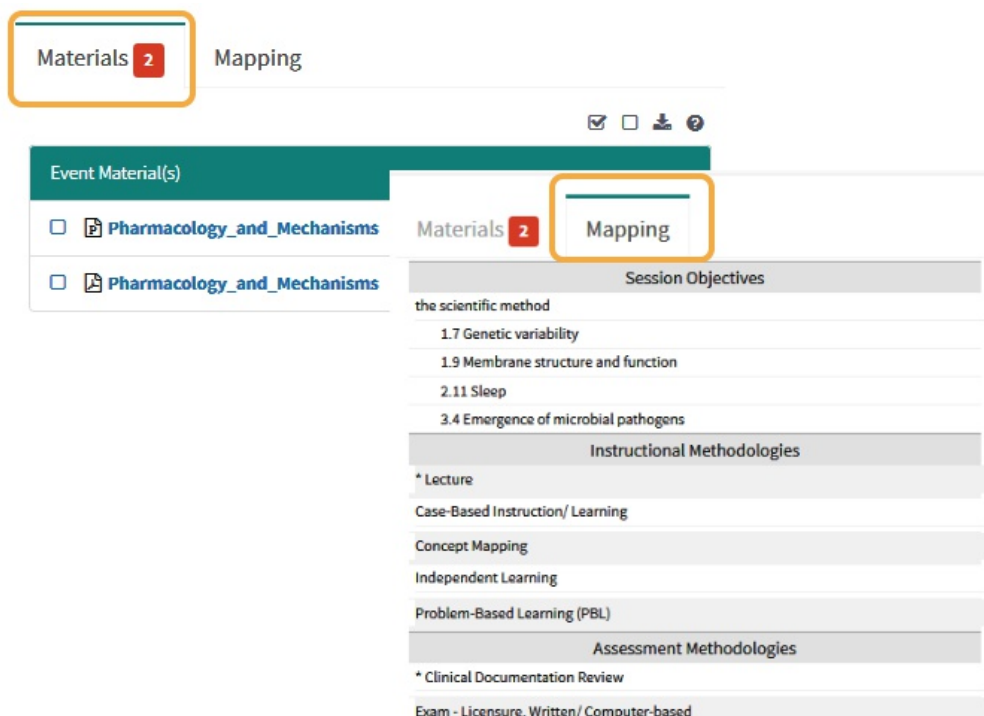 Materials 2 Mapping
Event Material(s)
Pharmacology_and_Mechanisms
Pharmacology_and_Mechanisms
Materials 2 Mapping
Session Objectives
the scientific method
1.7 Genetic variability
1.9 Membrane structure and function
2.11 Sleep
3.4 Emergence of microbial pathogens
Instructional Methodologies
* Lecture
Case-Based Instruction/ Learning
Concept Mapping
Independent Learning
Problem-Based Learning (PBL)
Assessment Methodologies
* Clinical Documentation Review
Exam - Licensure, Written/ Computer-based